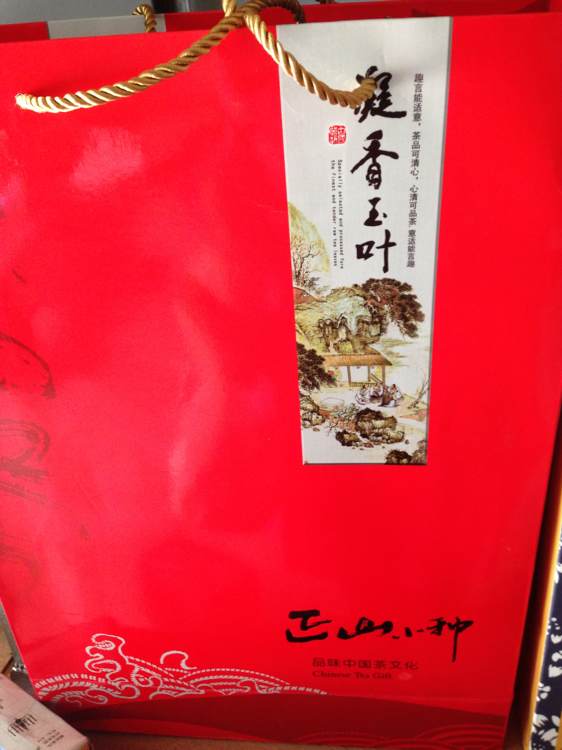 凝香玉叶
趣言能适意，茶品可清心，心清可品茶 意适能言趣
Specially selected and processed form
the finest and tender raw tea leaves
正山小种
品味中国茶文化
Chinese Tea Gift